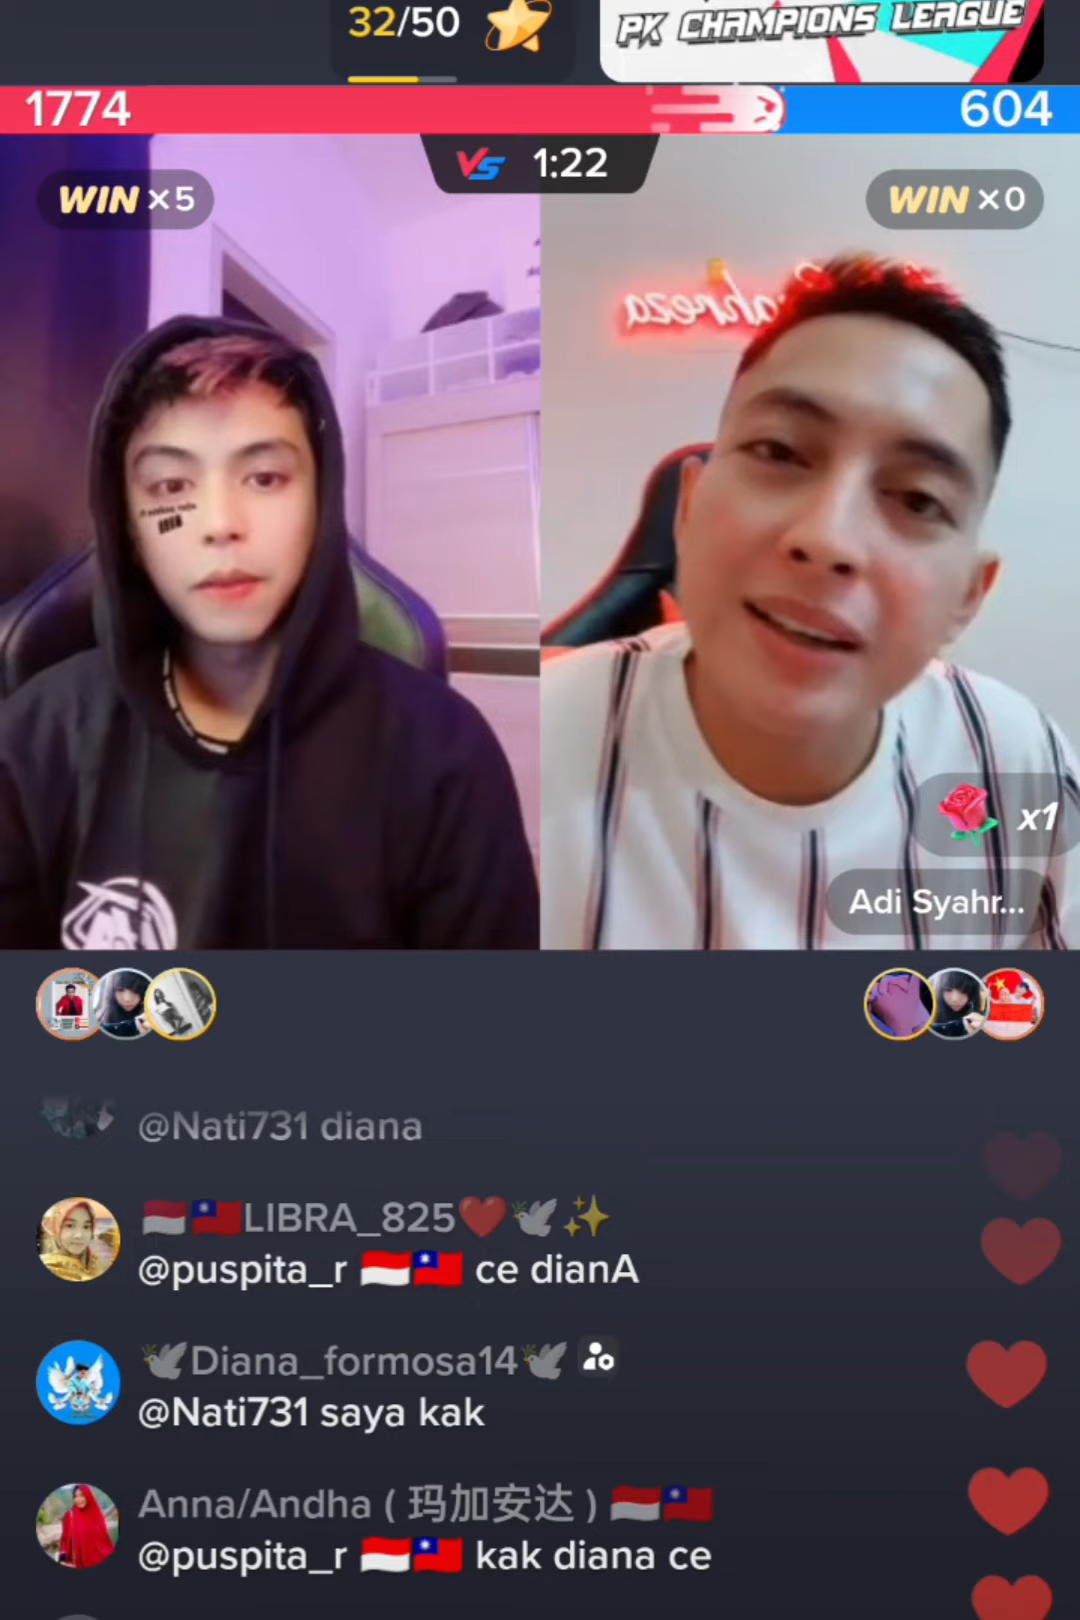 32/50
PK CHAMPIONS LEAGUE
1774
604
VS 1:22
WIN ×5
WIN ×0
x1
Adi Syahr...
@Nati731 diana
🇮🇩🇹🇼LIBRA_825❤️🕊️✨
@puspita_r 🇮🇩🇹🇼 ce dianA
🕊️Diana_formosa14🕊️
@Nati731 saya kak
Anna/Andha ( 玛加安达 ) 🇮🇩🇹🇼
@puspita_r 🇮🇩🇹🇼 kak diana ce